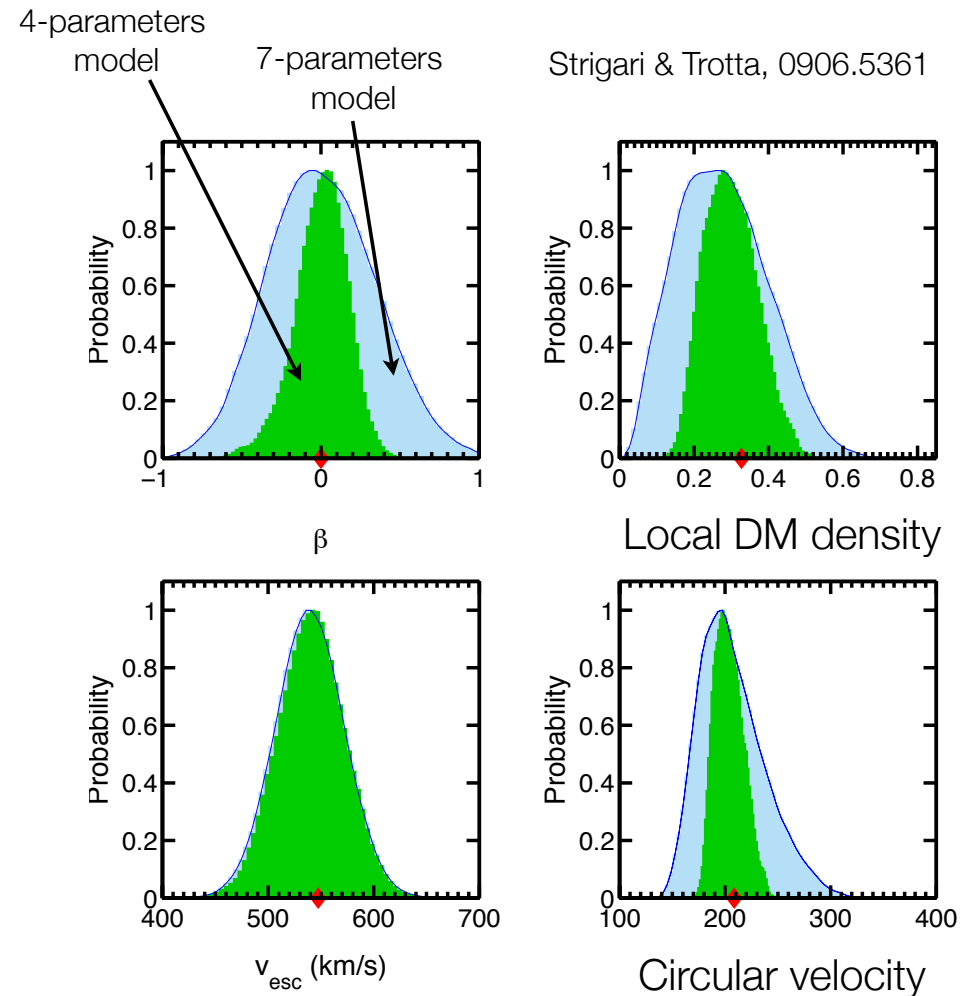 4-parameters
model
7-parameters
model
Strigari & Trotta, 0906.5361
Probability
1
0.8
0.6
0.4
0.2
0
−1 0 1
β
Probability
1
0.8
0.6
0.4
0.2
0
0 0.2 0.4 0.6 0.8
Local DM density
Probability
1
0.8
0.6
0.4
0.2
0
400 500 600 700
v_esc (km/s)
Probability
1
0.8
0.6
0.4
0.2
0
100 200 300 400
Circular velocity